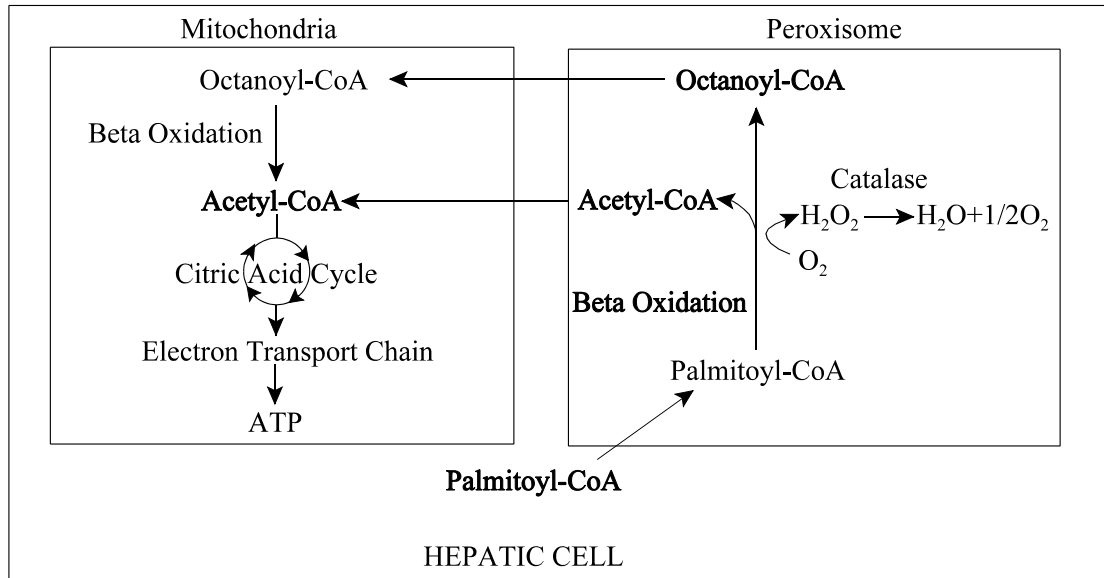 Mitochondria
Octanoyl-CoA
Beta Oxidation
Acetyl-CoA
Citric Acid Cycle
Electron Transport Chain
ATP
Peroxisome
Octanoyl-CoA
Acetyl-CoA
Catalase
H₂O₂ H₂O+1/2O₂
O₂
Beta Oxidation
Palmitoyl-CoA
Palmitoyl-CoA
HEPATIC CELL